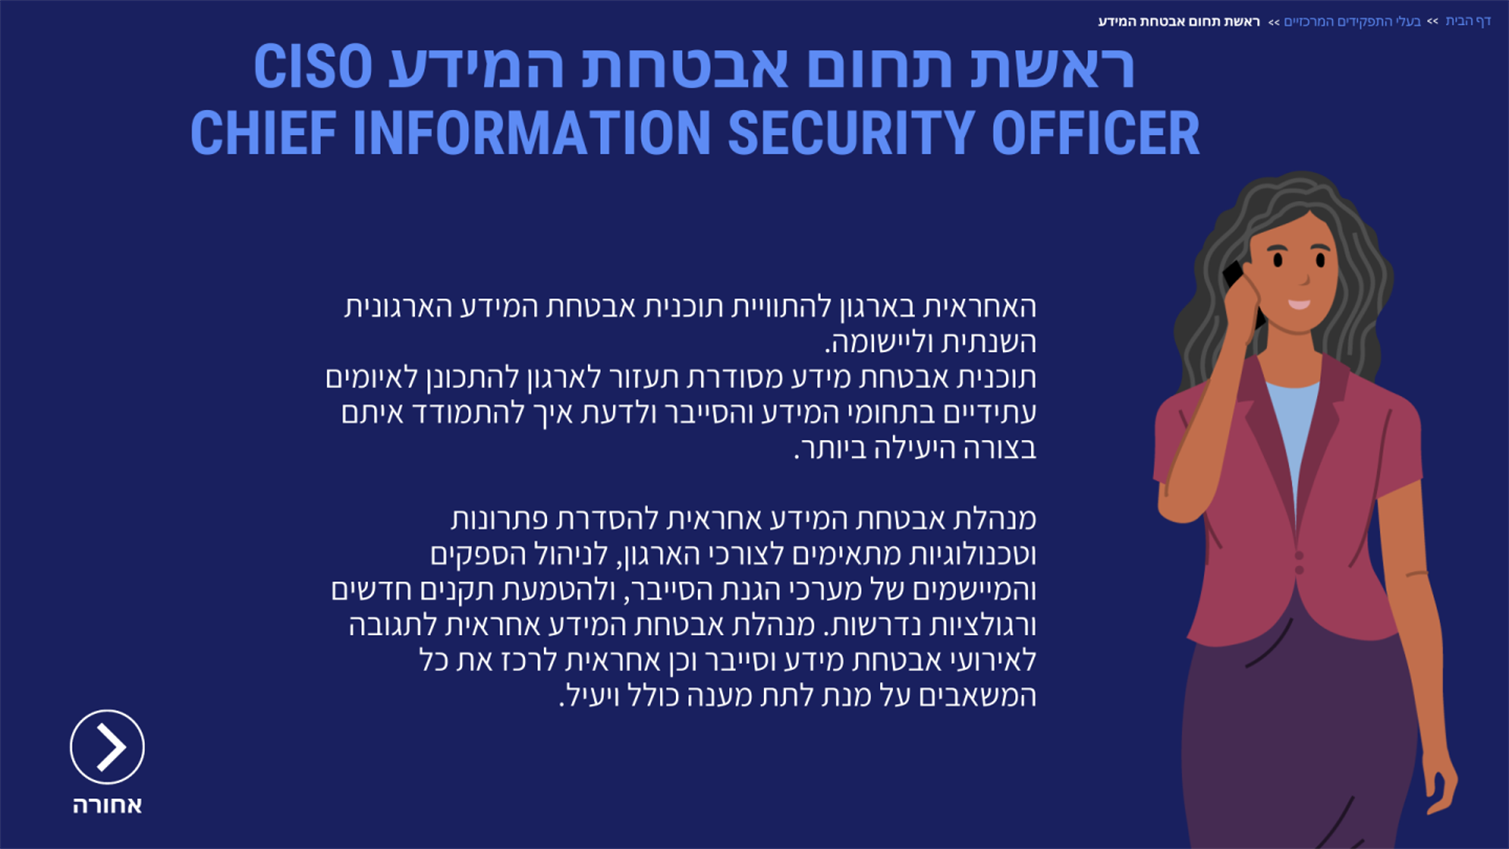 דף הבית >> בעלי התפקידים המרכזיים >> ראשת תחום אבטחת המידע
ראשת תחום אבטחת המידע CISO
CHIEF INFORMATION SECURITY OFFICER
האחראית בארגון להתוויית תוכנית אבטחת המידע הארגונית
השנתית וליישומה.
תוכנית אבטחת מידע מסודרת תעזור לארגון להתכונן לאיומים
עתידיים בתחומי המידע והסייבר ולדעת איך להתמודד איתם
בצורה היעילה ביותר.
מנהלת אבטחת המידע אחראית להסדרת פתרונות
וטכנולוגיות מתאימים לצורכי הארגון, לניהול הספקים
והמיישמים של מערכי הגנת הסייבר, ולהטמעת תקנים חדשים
ורגולציות נדרשות. מנהלת אבטחת המידע אחראית לתגובה
לאירועי אבטחת מידע וסייבר וכן אחראית לרכז את כל
המשאבים על מנת לתת מענה כולל ויעיל.
אחורה